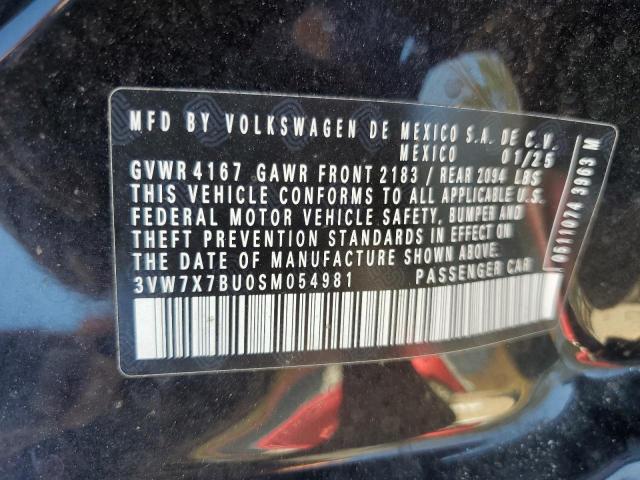 MFD BY VOLKSWAGEN DE MEXICO S.A. DE C.V.
MEXICO 01/25
GVWR 4167 GAWR FRONT 2183 / REAR 2094 LBS
THIS VEHICLE CONFORMS TO ALL APPLICABLE U.S.
FEDERAL MOTOR VEHICLE SAFETY, BUMPER AND
THEFT PREVENTION STANDARDS IN EFFECT ON
THE DATE OF MANUFACTURE SHOWN ABOVE.
3VW7X7BU0SM054981 PASSENGER CAR
0611074 3963 M